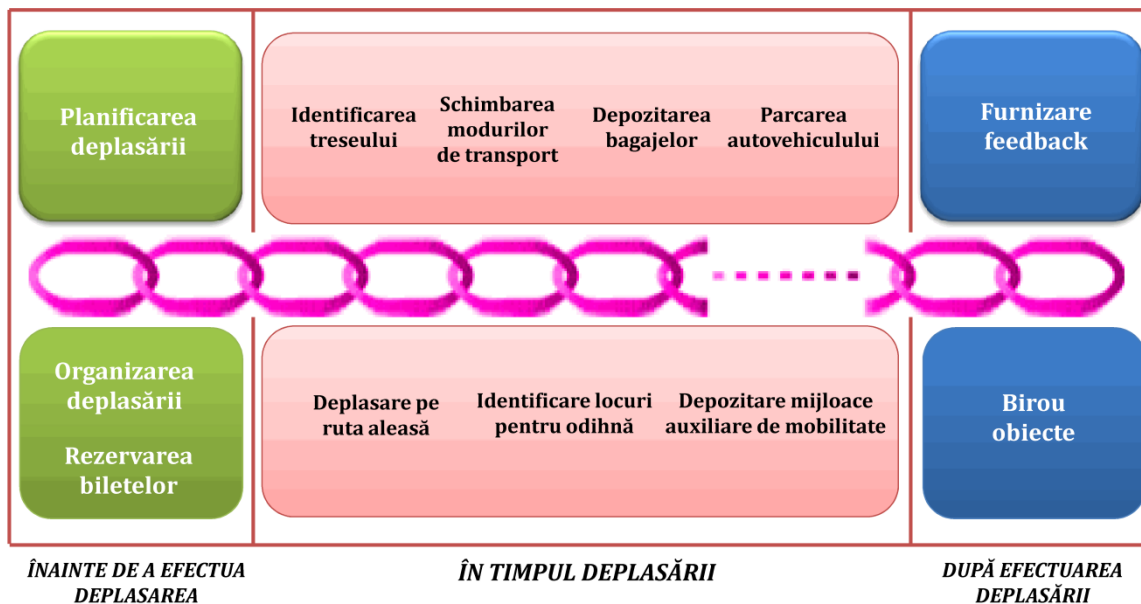 Planificarea
deplasării
Identificarea
treseului
Schimbarea
modurilor
de transport
Depozitarea
bagajelor
Parcarea
autovehiculului
Furnizare
feedback
Organizarea
deplasării
Rezervarea
biletelor
Deplasare pe
ruta aleasă
Identificare locuri
pentru odihnă
Depozitare mijloace
auxiliare de mobilitate
Birou
obiecte
ÎNAINTE DE A EFECTUA
DEPLASAREA
ÎN TIMPUL DEPLASĂRII
DUPĂ EFECTUAREA
DEPLASĂRII